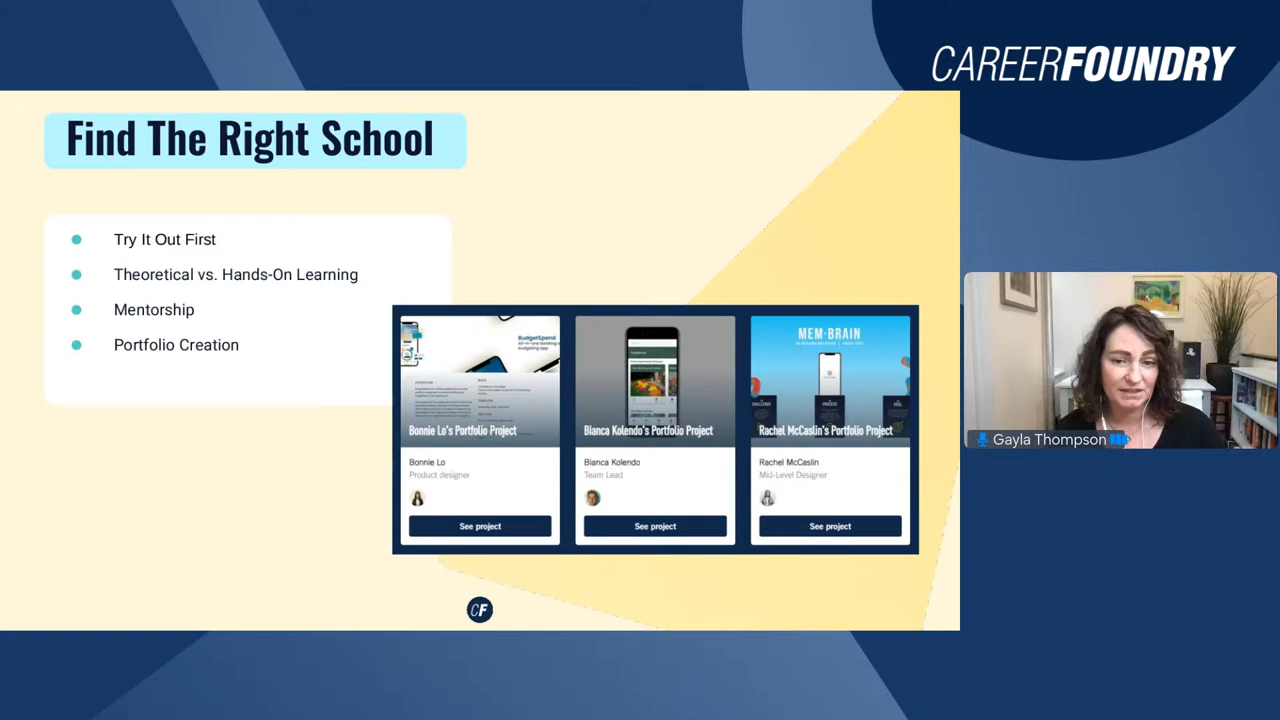 CAREERFOUNDRY
Find The Right School
Try It Out First
Theoretical vs. Hands-On Learning
Mentorship
Portfolio Creation
BudgetSpend
Bonnie Lo's Portfolio Project
Bonnie Lo
Product designer
See project
Bianca Kolendo's Portfolio Project
Bianca Kolendo
Team Lead
See project
MEM·BRAIN
Rachel McCaslin's Portfolio Project
Rachel McCaslin
Mid-Level Designer
See project
Gayla Thompson
CF